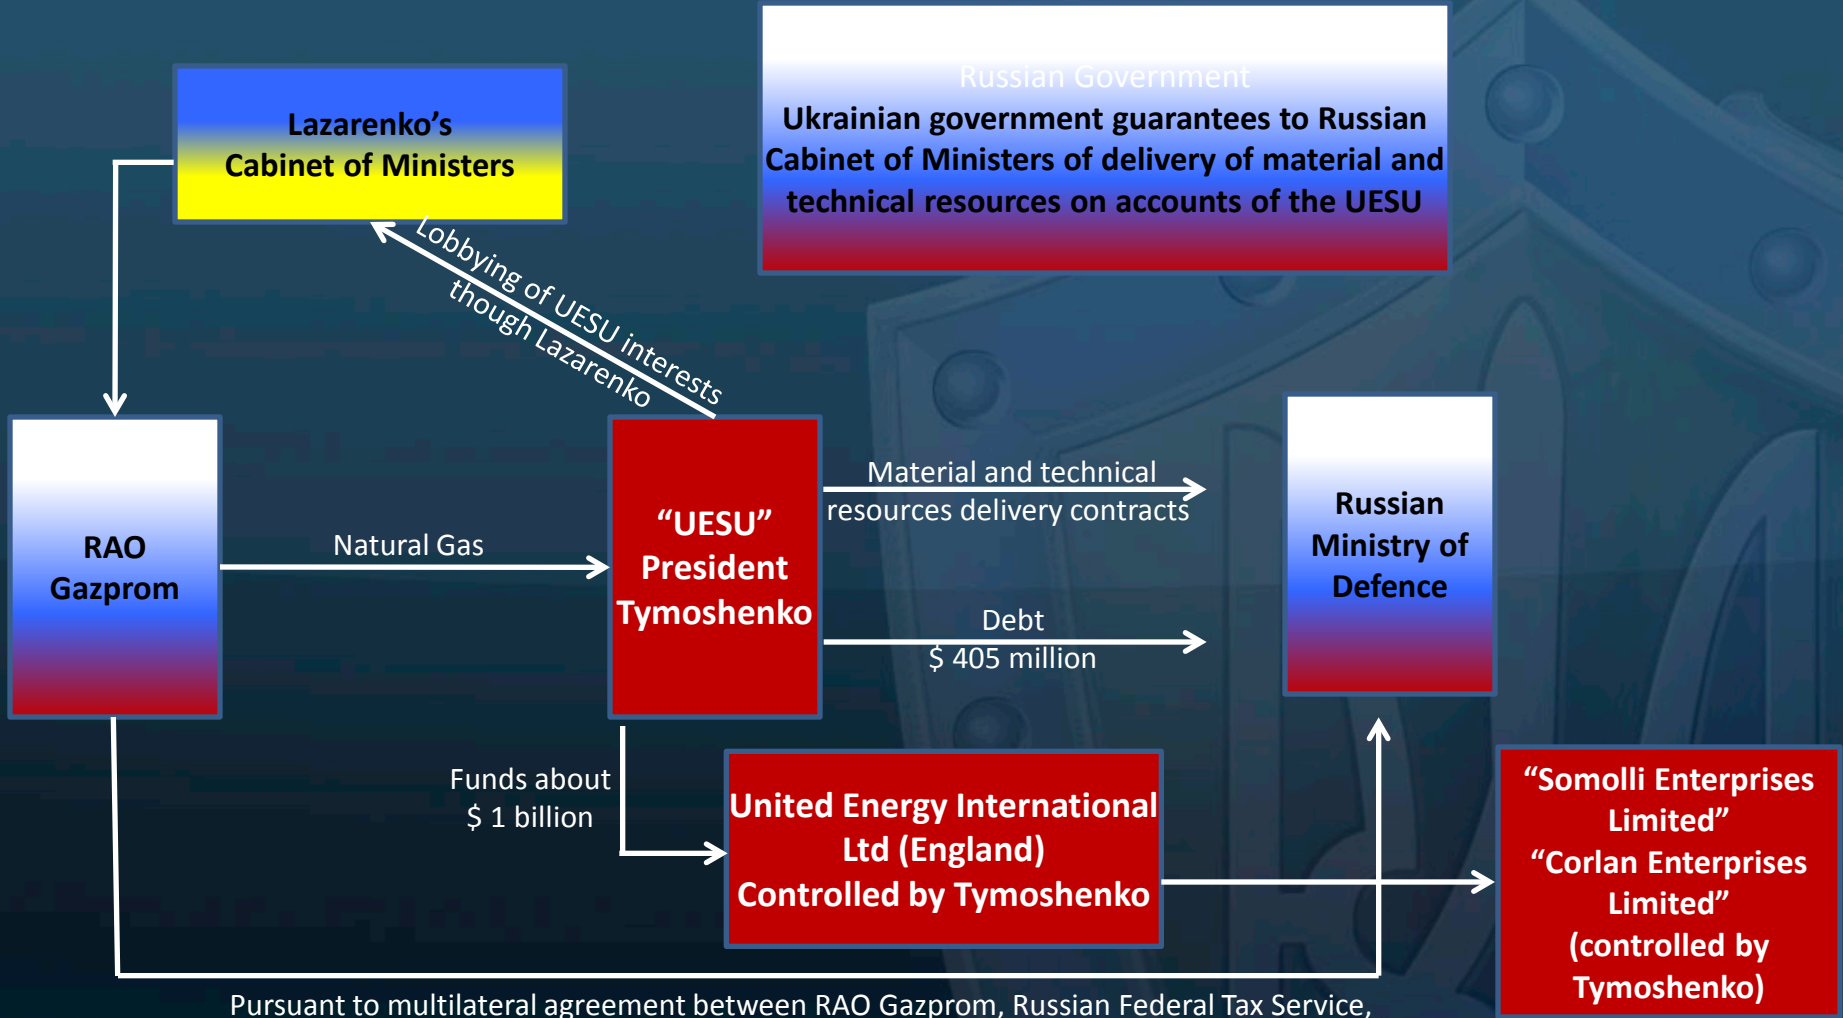 Russian Government
Ukrainian government guarantees to Russian
Cabinet of Ministers of delivery of material and
technical resources on accounts of the UESU
Lazarenko’s
Cabinet of Ministers
Lobbying of UESU interests
though Lazarenko
RAO
Gazprom
Natural Gas
“UESU”
President
Tymoshenko
Material and technical
resources delivery contracts
Debt
$ 405 million
Russian
Ministry of
Defence
Funds about
$ 1 billion
United Energy International
Ltd (England)
Controlled by Tymoshenko
“Somolli Enterprises
Limited”
“Corlan Enterprises
Limited”
(controlled by
Tymoshenko)
Pursuant to multilateral agreement between RAO Gazprom, Russian Federal Tax Service,